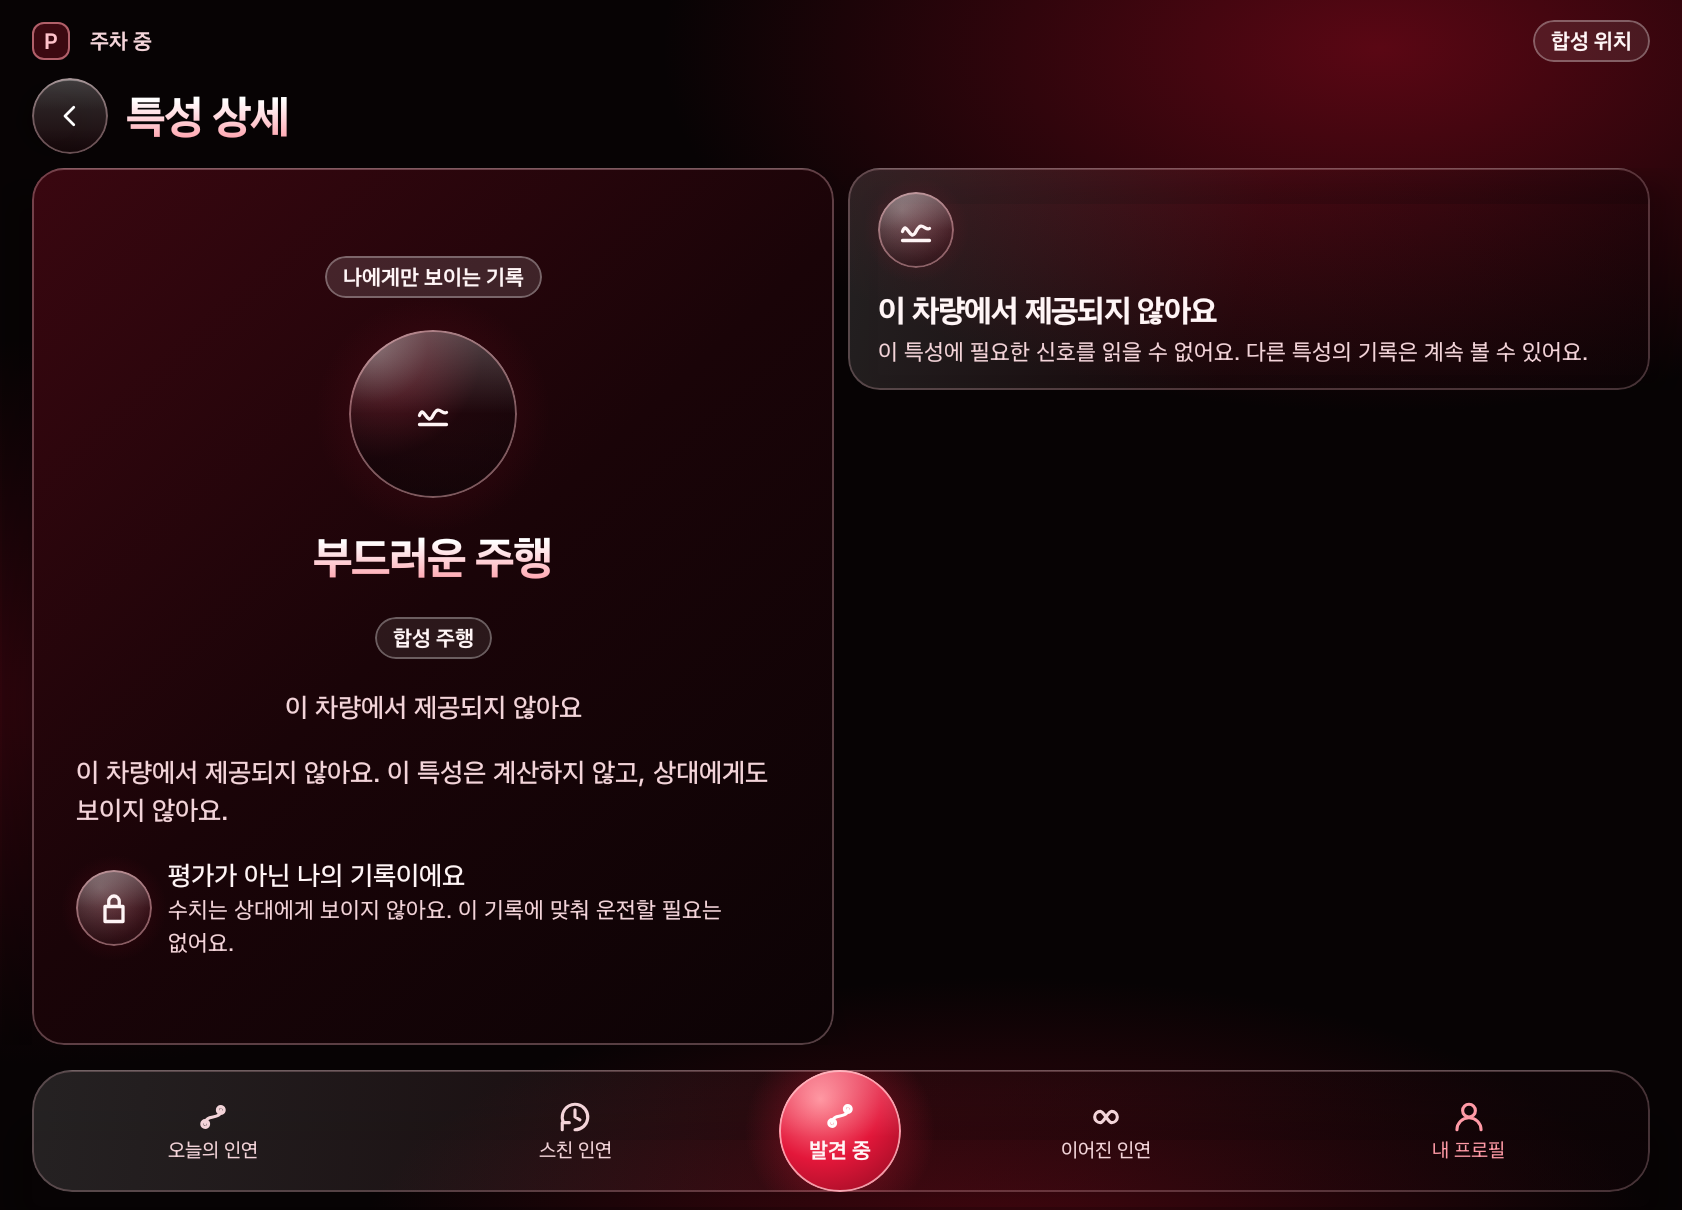 P 주차 중
합성 위치
특성 상세
나에게만 보이는 기록
부드러운 주행
합성 주행
이 차량에서 제공되지 않아요
이 차량에서 제공되지 않아요. 이 특성은 계산하지 않고, 상대에게도
보이지 않아요.
평가가 아닌 나의 기록이에요
수치는 상대에게 보이지 않아요. 이 기록에 맞춰 운전할 필요는
없어요.
이 차량에서 제공되지 않아요
이 특성에 필요한 신호를 읽을 수 없어요. 다른 특성의 기록은 계속 볼 수 있어요.
오늘의 인연
스친 인연
발견 중
이어진 인연
내 프로필